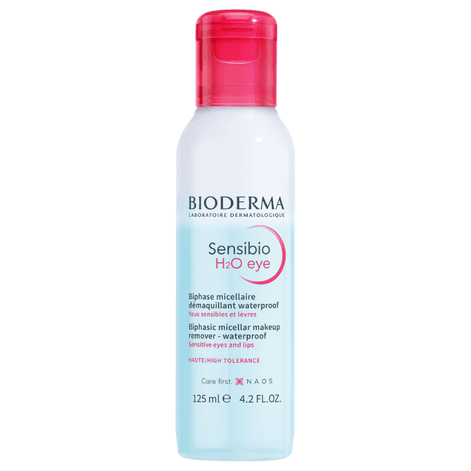 BIODERMA
LABORATOIRE DERMATOLOGIQUE
Sensibio
H2O eye
Biphase micellaire
démaquillant waterproof
Yeux sensibles et lèvres
Biphasic micellar makeup
remover - waterproof
Sensitive eyes and lips
HAUTE/HIGH TOLERANCE
Care first. NAOS
125 ml ℮ 4.2 FL.OZ.